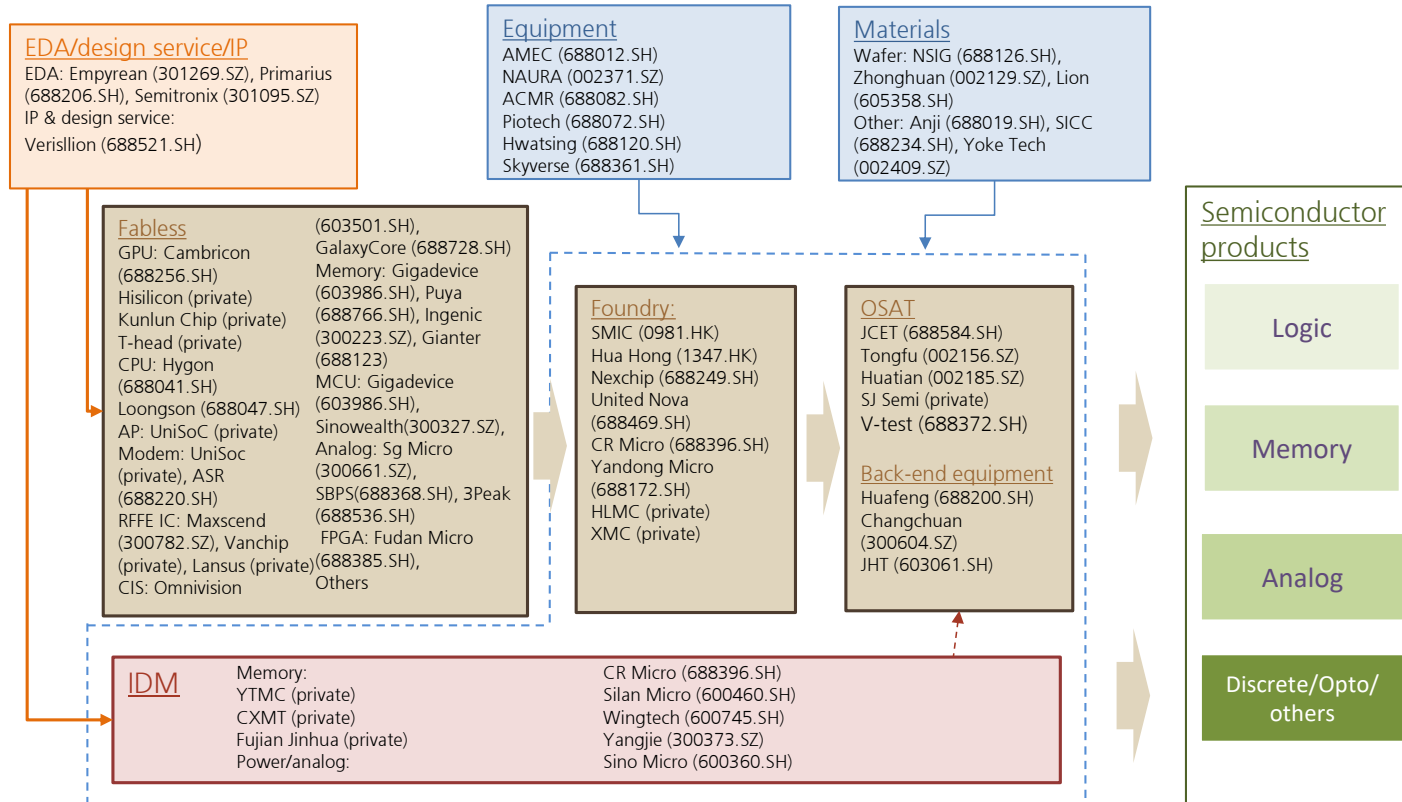 EDA/design service/IP
EDA: Empyrean (301269.SZ), Primarius
(688206.SH), Semitronix (301095.SZ)
IP & design service:
Verisllion (688521.SH)
Equipment
AMEC (688012.SH)
NAURA (002371.SZ)
ACMR (688082.SH)
Piotech (688072.SH)
Hwatsing (688120.SH)
Skyverse (688361.SH)
Materials
Wafer: NSIG (688126.SH),
Zhonghuan (002129.SZ), Lion
(605358.SH)
Other: Anji (688019.SH), SICC
(688234.SH), Yoke Tech
(002409.SZ)
Fabless
GPU: Cambricon
(688256.SH)
Hisilicon (private)
Kunlun Chip (private)
T-head (private)
CPU: Hygon
(688041.SH)
Loongson (688047.SH)
AP: UniSoC (private)
Modem: UniSoc
(private), ASR
(688220.SH)
RFFE IC: Maxscend
(300782.SZ), Vanchip
(private), Lansus (private)
CIS: Omnivision
(603501.SH),
GalaxyCore (688728.SH)
Memory: Gigadevice
(603986.SH), Puya
(688766.SH), Ingenic
(300223.SZ), Gianter
(688123)
MCU: Gigadevice
(603986.SH),
Sinowealth(300327.SZ),
Analog: Sg Micro
(300661.SZ),
SBPS(688368.SH), 3Peak
(688536.SH)
FPGA: Fudan Micro
(688385.SH),
Others
Foundry:
SMIC (0981.HK)
Hua Hong (1347.HK)
Nexchip (688249.SH)
United Nova
(688469.SH)
CR Micro (688396.SH)
Yandong Micro
(688172.SH)
HLMC (private)
XMC (private)
OSAT
JCET (688584.SH)
Tongfu (002156.SZ)
Huatian (002185.SZ)
SJ Semi (private)
V-test (688372.SH)
Back-end equipment
Huafeng (688200.SH)
Changchuan
(300604.SZ)
JHT (603061.SH)
IDM
Memory:
YTMC (private)
CXMT (private)
Fujian Jinhua (private)
Power/analog:
CR Micro (688396.SH)
Silan Micro (600460.SH)
Wingtech (600745.SH)
Yangjie (300373.SZ)
Sino Micro (600360.SH)
Semiconductor
products
Logic
Memory
Analog
Discrete/Opto/
others